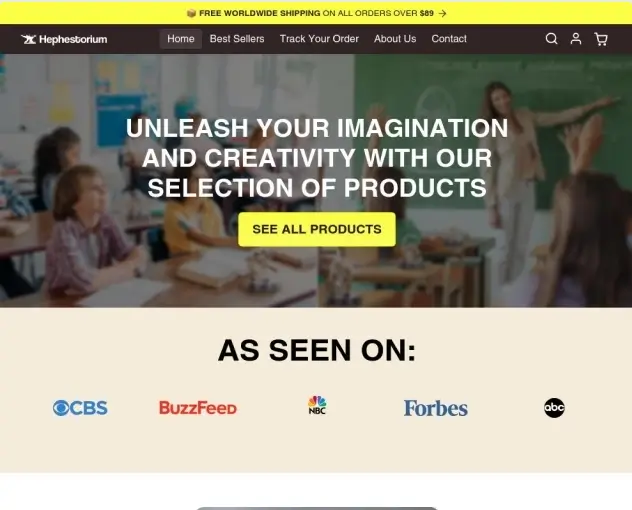 📦 FREE WORLDWIDE SHIPPING ON ALL ORDERS OVER $89 →
Hephestorium
Home Best Sellers Track Your Order About Us Contact
UNLEASH YOUR IMAGINATION
AND CREATIVITY WITH OUR
SELECTION OF PRODUCTS
SEE ALL PRODUCTS
AS SEEN ON:
CBS BuzzFeed NBC Forbes abc